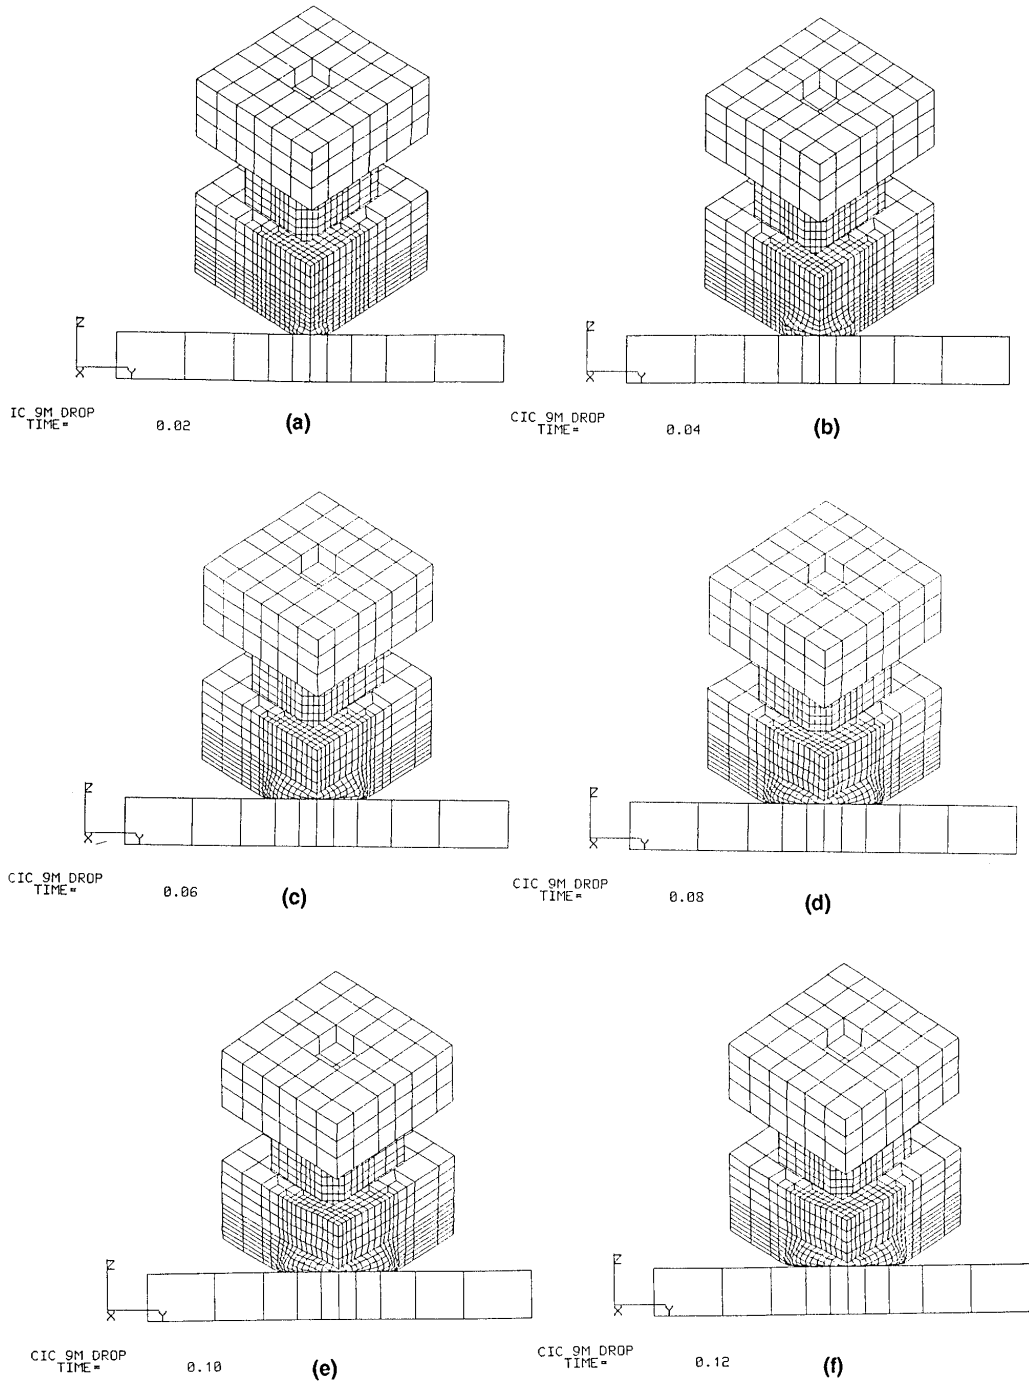 Z
X Y
IC 9M DROP
TIME= 0.02
(a)
Z
X Y
CIC 9M DROP
TIME= 0.04
(b)
Z
X Y
CIC 9M DROP
TIME= 0.06
(c)
Z
X Y
CIC 9M DROP
TIME= 0.08
(d)
Z
X Y
CIC 9M DROP
TIME= 0.10
(e)
Z
X Y
CIC 9M DROP
TIME= 0.12
(f)